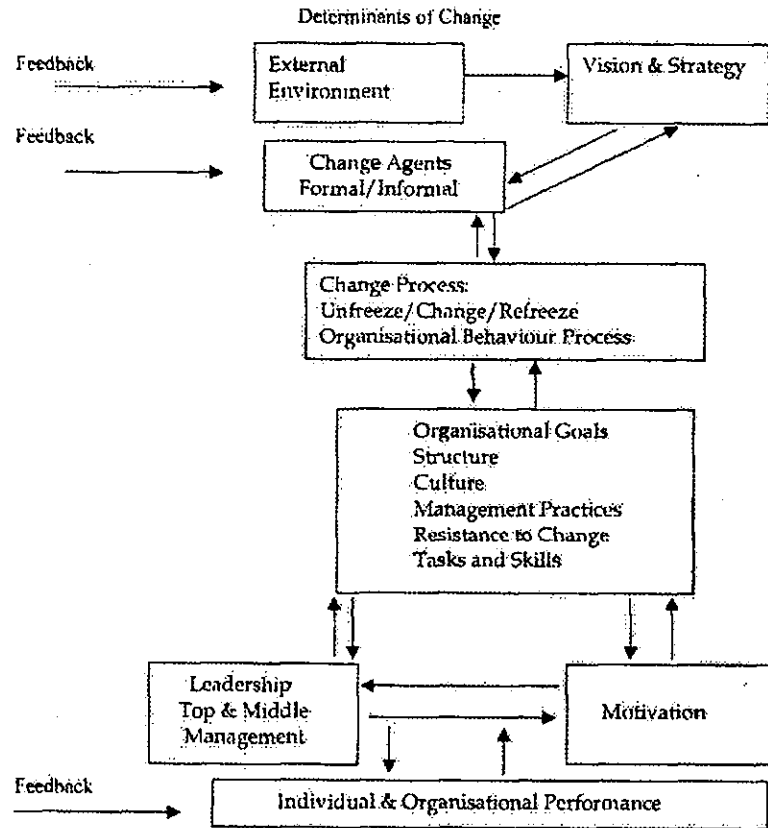 Determinants of Change
Feedback
External
Environment
Vision & Strategy
Feedback
Change Agents
Formal/Informal
Change Process:
Unfreeze/Change/Refreeze
Organisational Behaviour Process
Organisational Goals
Structure
Culture
Management Practices
Resistance to Change
Tasks and Skills
Leadership
Top & Middle
Management
Motivation
Feedback
Individual & Organisational Performance